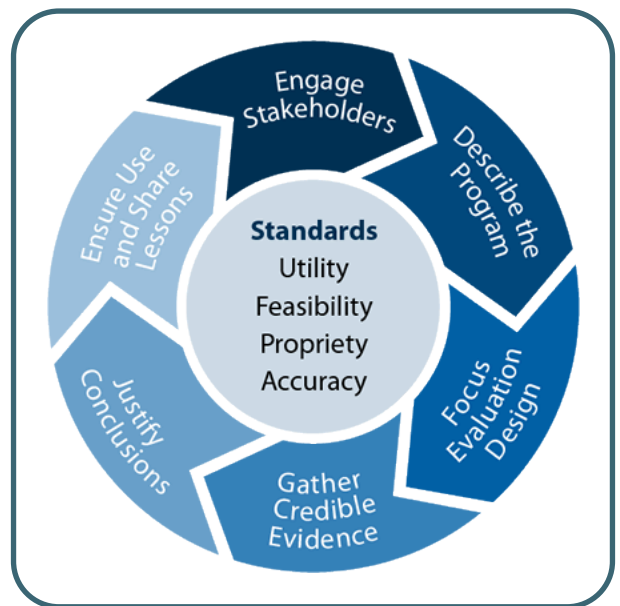 Engage
Stakeholders
Describe the
Program
Focus
Evaluation
Design
Gather
Credible
Evidence
Justify
Conclusions
Ensure Use
and Share
Lessons
Standards
Utility
Feasibility
Propriety
Accuracy